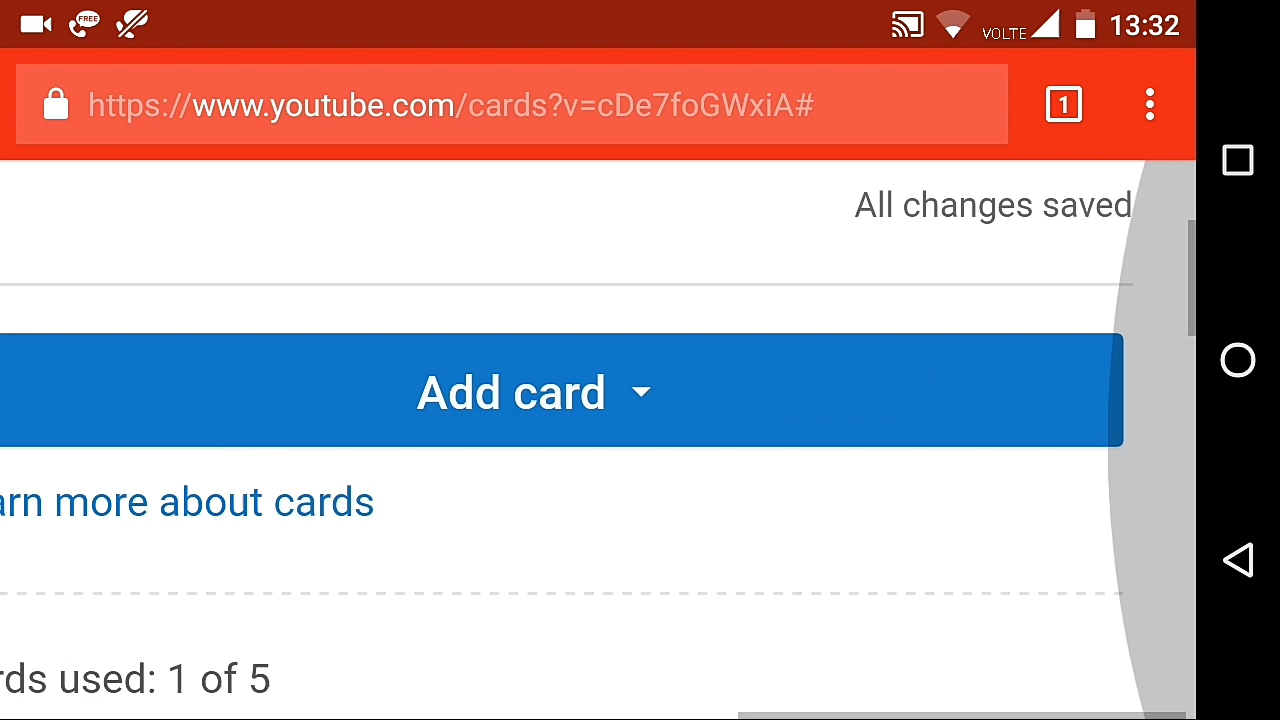 FREE
VOLTE
13:32
https://www.youtube.com/cards?v=cDe7foGWxiA#
1
All changes saved
Add card
arn more about cards
rds used: 1 of 5